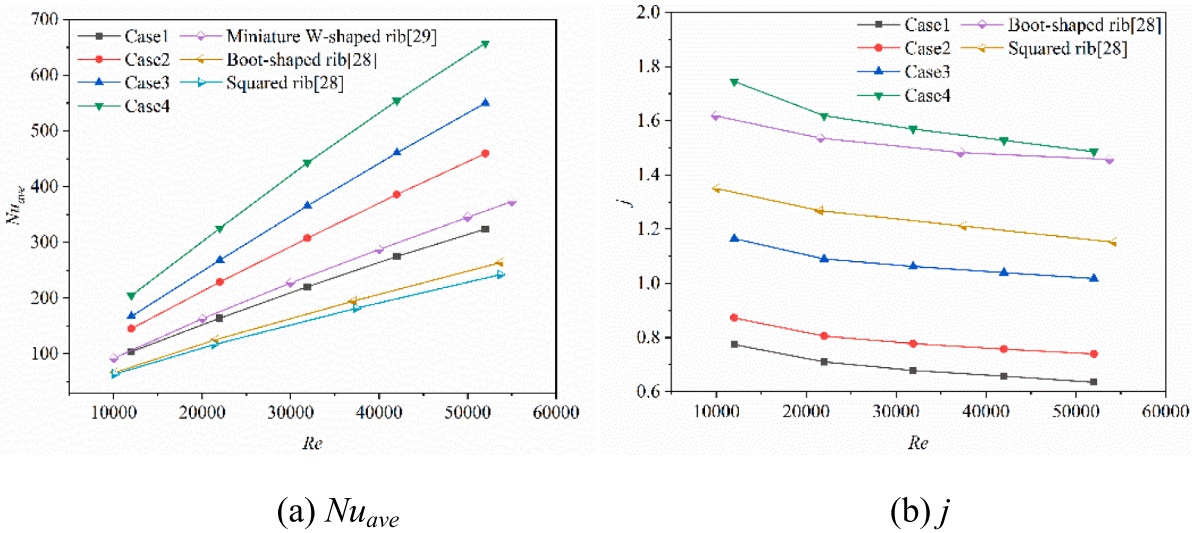 700
600
500
400
300
200
100
Nu_ave
Case1
Case2
Case3
Case4
Miniature W-shaped rib[29]
Boot-shaped rib[28]
Squared rib[28]
10000 20000 30000 40000 50000 60000
Re
(a) Nu_ave
2.0
1.8
1.6
1.4
1.2
1.0
0.8
0.6
j
Case1
Case2
Case3
Case4
Boot-shaped rib[28]
Squared rib[28]
10000 20000 30000 40000 50000 60000
Re
(b) j